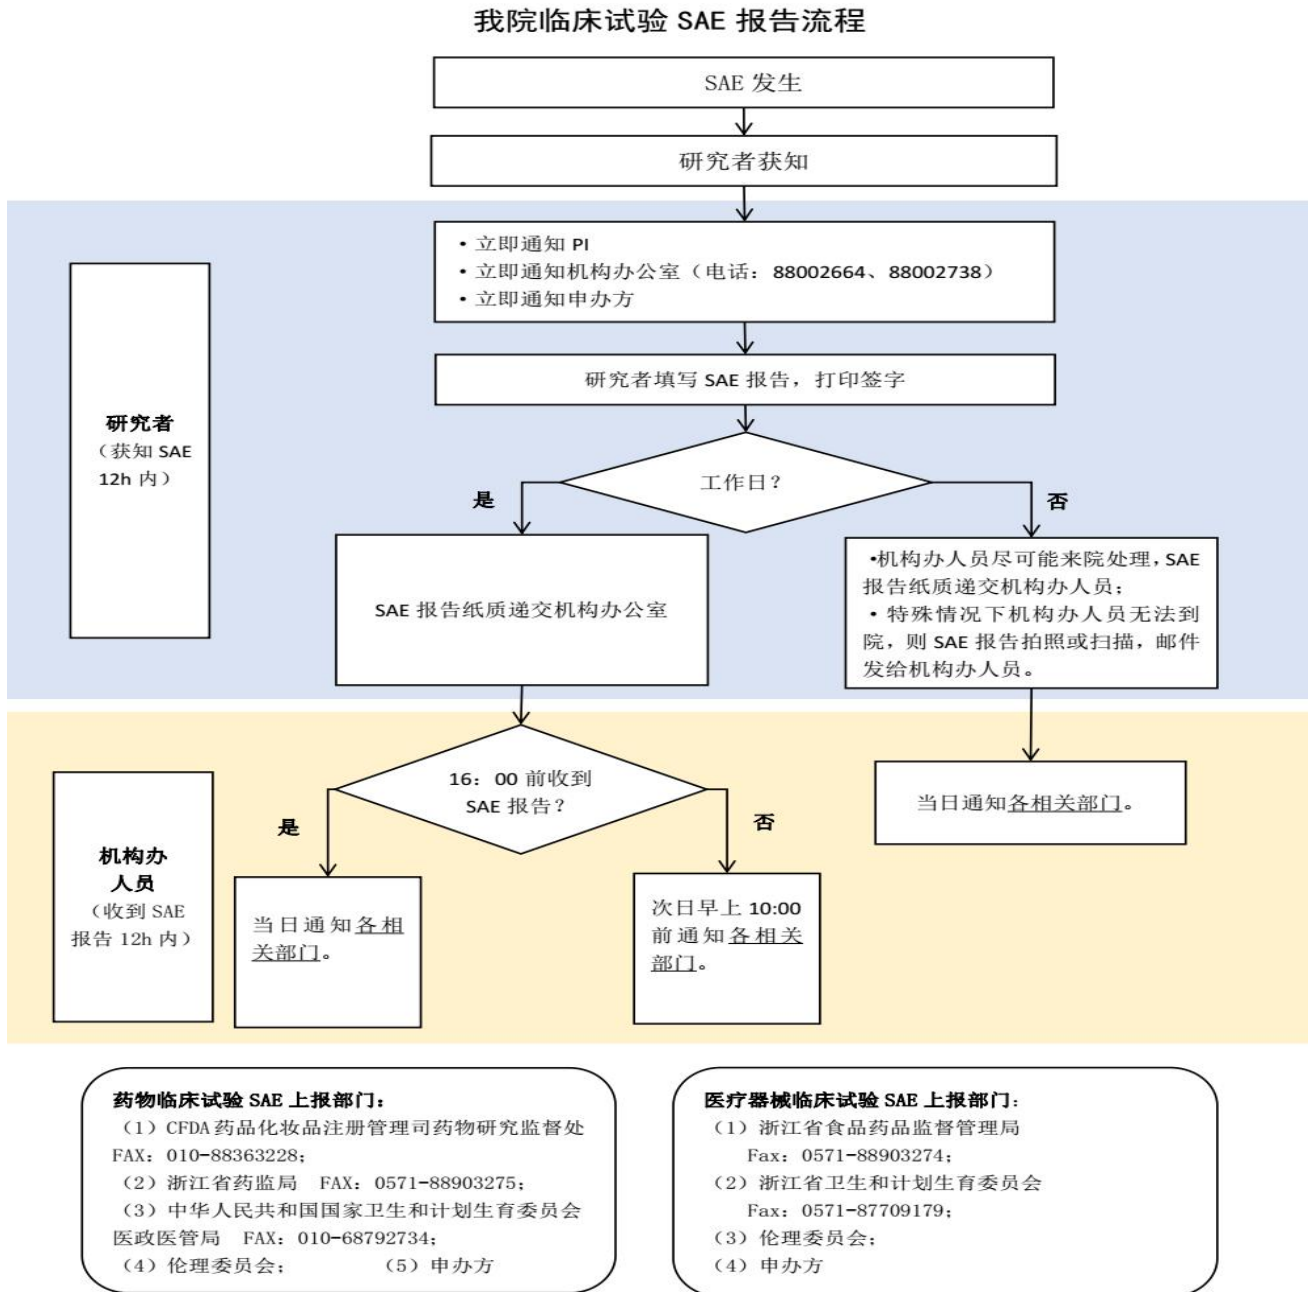 我院临床试验 SAE 报告流程
SAE 发生
研究者获知
• 立即通知 PI
• 立即通知机构办公室（电话：88002664、88002738）
• 立即通知申办方
研究者填写 SAE 报告，打印签字
研究者
（获知 SAE
12h 内）
工作日？
是
否
SAE 报告纸质递交机构办公室
•机构办人员尽可能来院处理，SAE
报告纸质递交机构办人员；
• 特殊情况下机构办人员无法到
院，则 SAE 报告拍照或扫描，邮件
发给机构办人员。
16：00 前收到
SAE 报告？
是
否
当日通知各相关部门。
机构办
人员
（收到 SAE
报告 12h 内）
当日通知各相
关部门。
次日早上 10:00
前通知各相关
部门。
药物临床试验 SAE 上报部门：
（1）CFDA 药品化妆品注册管理司药物研究监督处
FAX：010-88363228；
（2）浙江省药监局 FAX：0571-88903275；
（3）中华人民共和国国家卫生和计划生育委员会
医政医管局 FAX：010-68792734；
（4）伦理委员会； （5）申办方
医疗器械临床试验 SAE 上报部门：
（1）浙江省食品药品监督管理局
Fax：0571-88903274；
（2）浙江省卫生和计划生育委员会
Fax：0571-87709179；
（3）伦理委员会；
（4）申办方